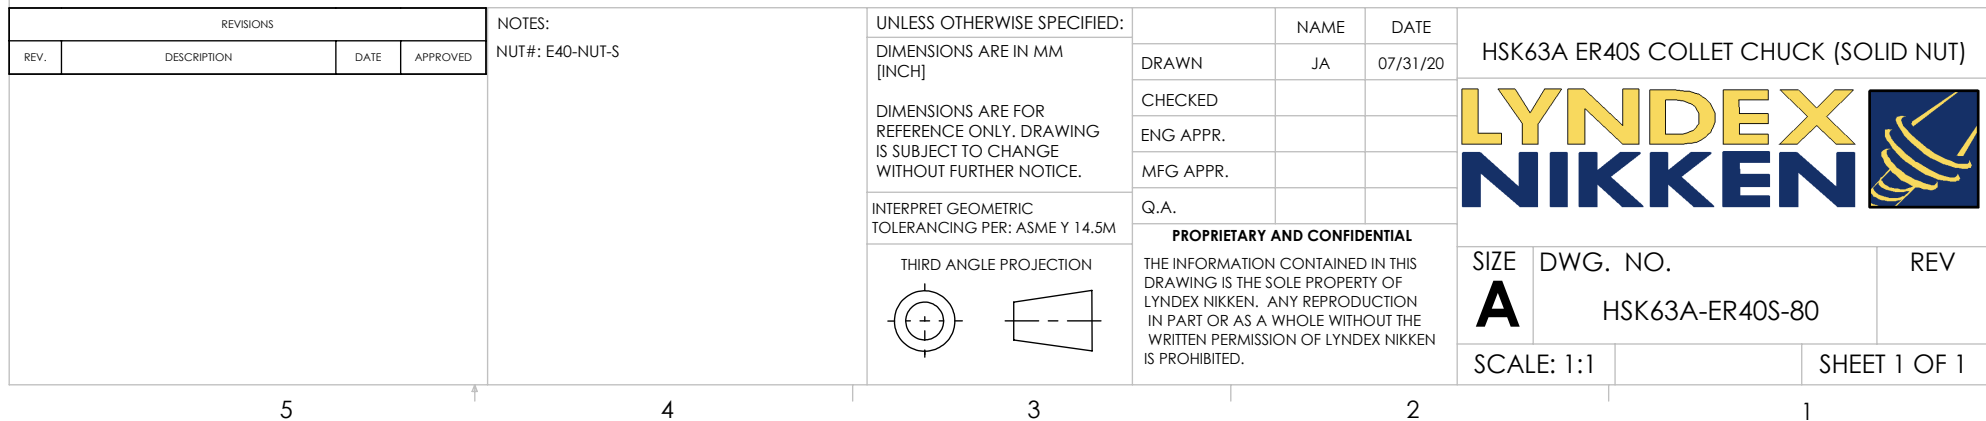 REVISIONS
REV. DESCRIPTION DATE APPROVED
NOTES:
NUT#: E40-NUT-S
UNLESS OTHERWISE SPECIFIED:
DIMENSIONS ARE IN MM
[INCH]
DIMENSIONS ARE FOR
REFERENCE ONLY. DRAWING
IS SUBJECT TO CHANGE
WITHOUT FURTHER NOTICE.
INTERPRET GEOMETRIC
TOLERANCING PER: ASME Y 14.5M
THIRD ANGLE PROJECTION
NAME DATE
DRAWN JA 07/31/20
CHECKED
ENG APPR.
MFG APPR.
Q.A.
PROPRIETARY AND CONFIDENTIAL
THE INFORMATION CONTAINED IN THIS
DRAWING IS THE SOLE PROPERTY OF
LYNDEX NIKKEN. ANY REPRODUCTION
IN PART OR AS A WHOLE WITHOUT THE
WRITTEN PERMISSION OF LYNDEX NIKKEN
IS PROHIBITED.
HSK63A ER40S COLLET CHUCK (SOLID NUT)
LYNDEX
NIKKEN
SIZE
A
DWG. NO.
HSK63A-ER40S-80
REV
SCALE: 1:1
SHEET 1 OF 1
5 4 3 2 1